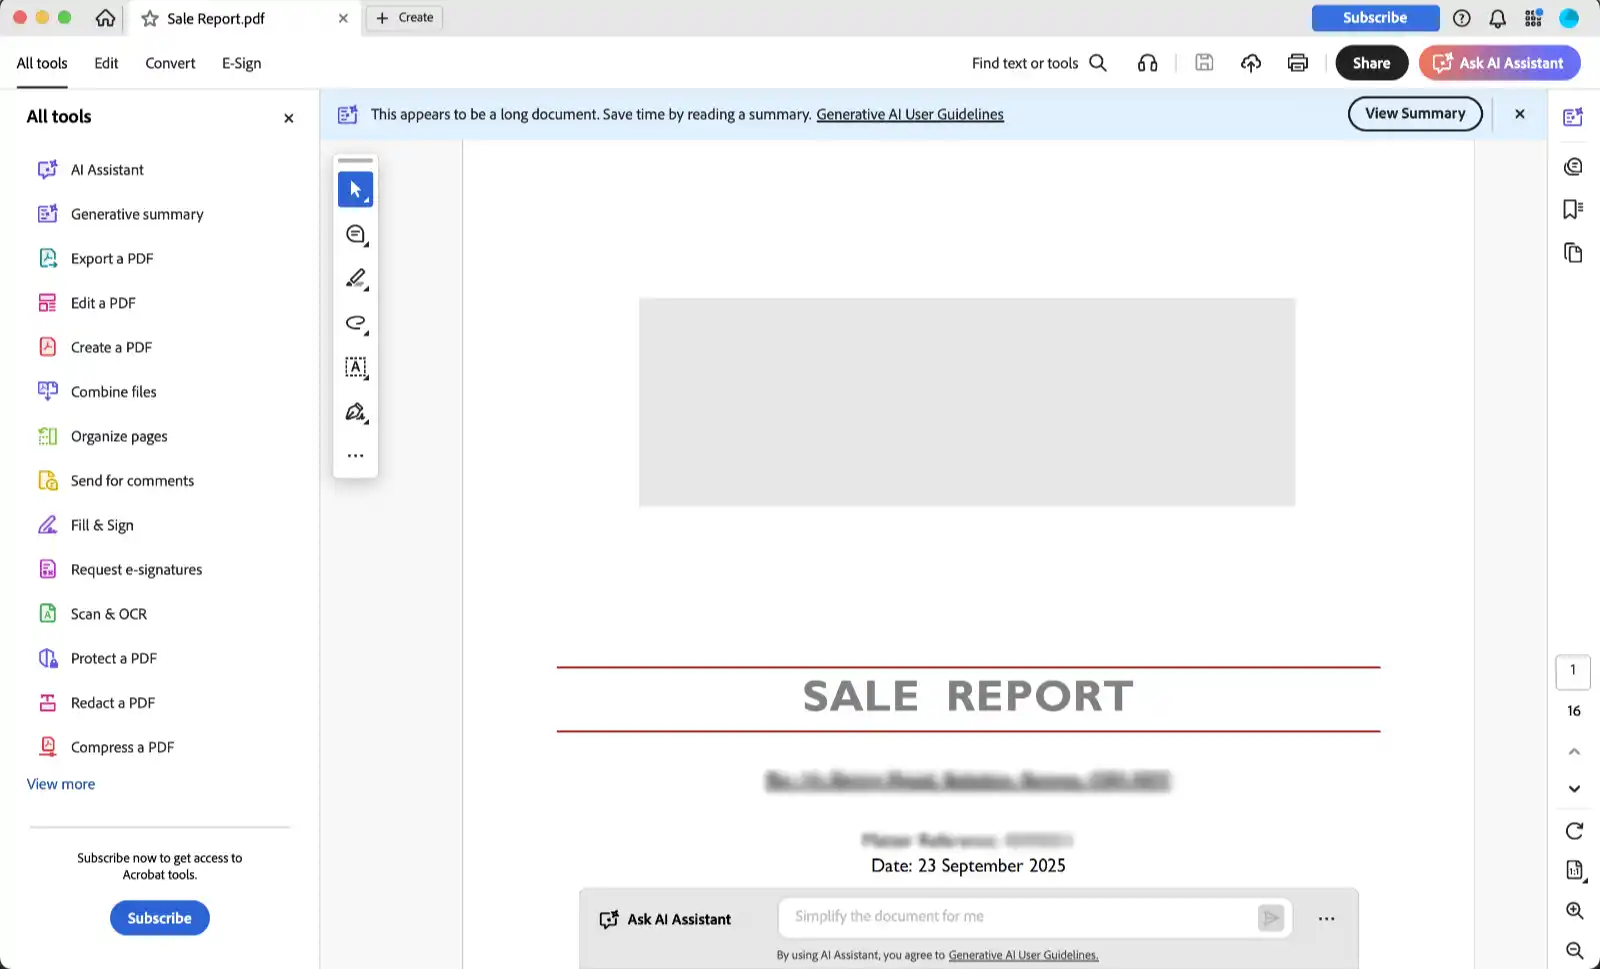 Sale Report.pdf
Create
Subscribe
All tools
Edit
Convert
E-Sign
Find text or tools
Share
Ask AI Assistant
All tools
This appears to be a long document. Save time by reading a summary. Generative AI User Guidelines
View Summary
AI Assistant
Generative summary
Export a PDF
Edit a PDF
Create a PDF
Combine files
Organize pages
Send for comments
Fill & Sign
Request e-signatures
Scan & OCR
Protect a PDF
Redact a PDF
Compress a PDF
View more
Subscribe now to get access to
Acrobat tools.
Subscribe
SALE REPORT
Date: 23 September 2025
Ask AI Assistant
Simplify the document for me
By using AI Assistant, you agree to Generative AI User Guidelines.
1
16
1:1